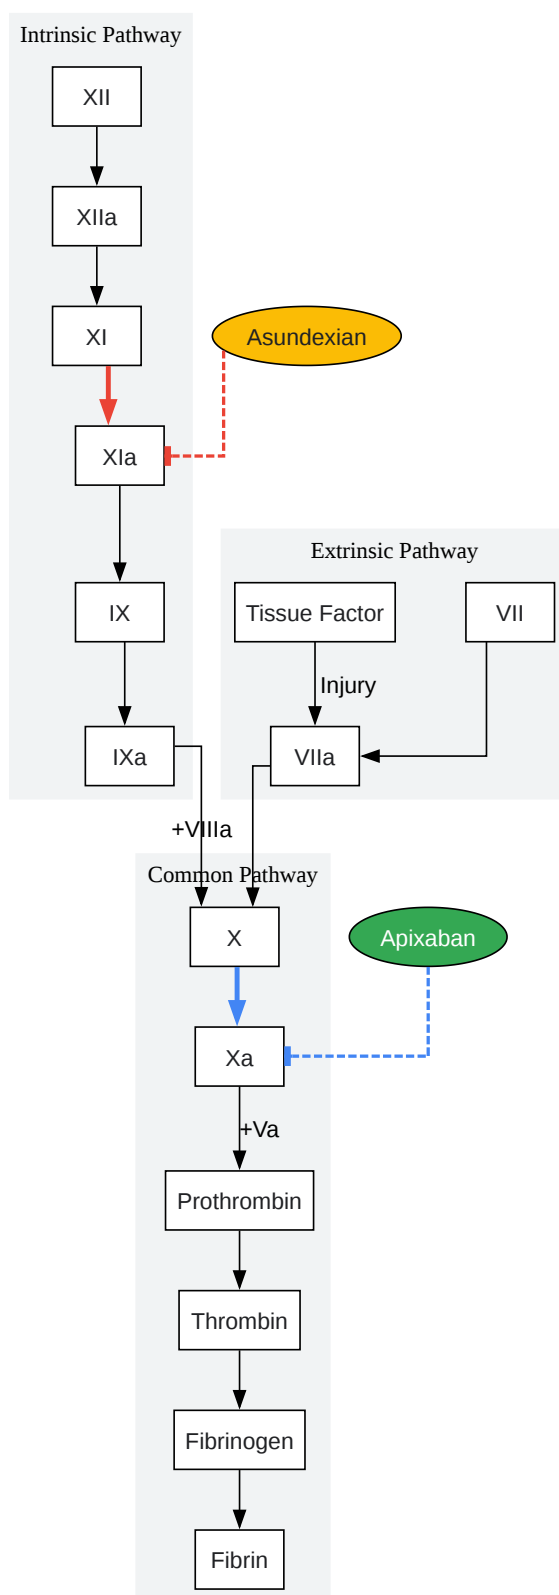 Intrinsic Pathway
XII
XIIa
XI
Asundexian
XIa
Extrinsic Pathway
IX
Tissue Factor
VII
Injury
IXa
VIIa
+VIIIa
Common Pathway
X
Apixaban
Xa
+Va
Prothrombin
Thrombin
Fibrinogen
Fibrin